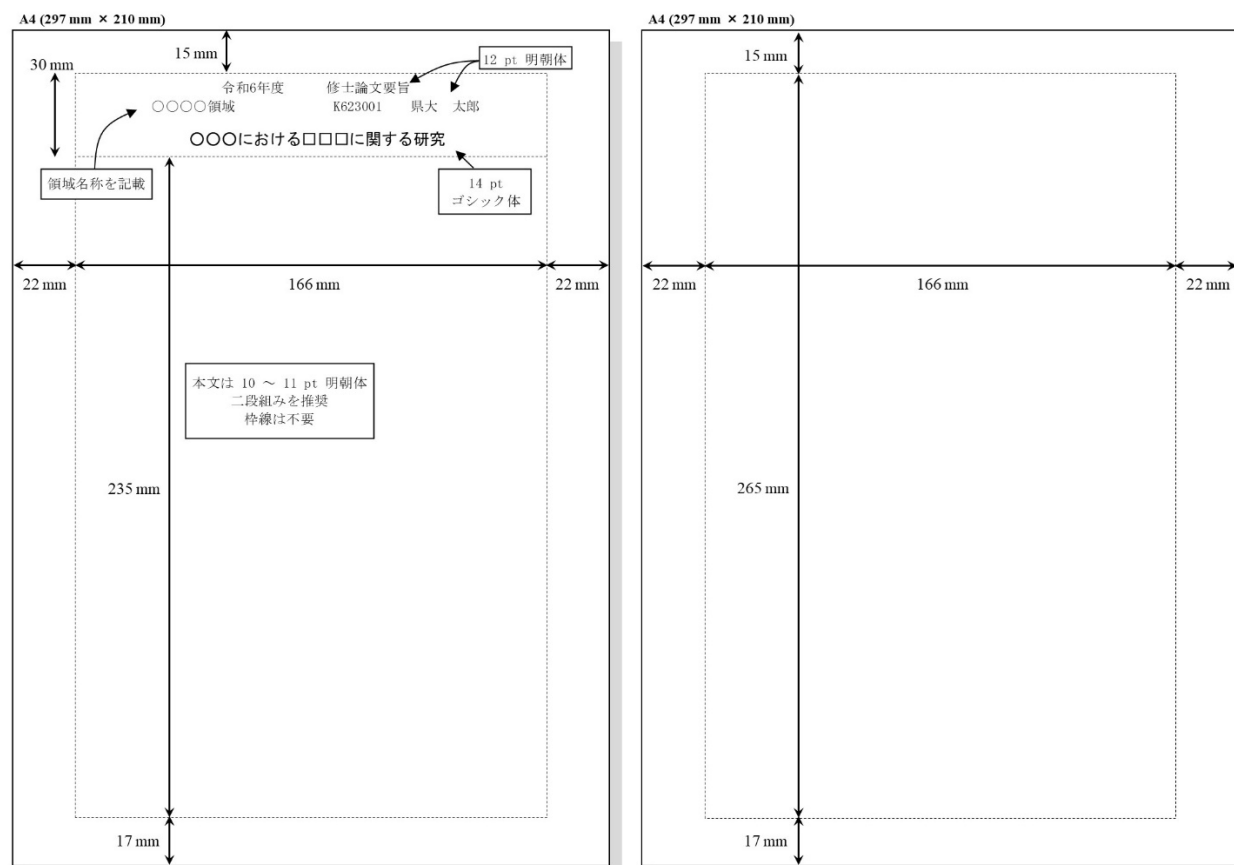 A4 (297 mm × 210 mm)
15 mm
30 mm
12 pt 明朝体
令和6年度 修士論文要旨
○○○○領域 K623001 県大 太郎
○○○における□□□に関する研究
領域名称を記載
14 pt
ゴシック体
22 mm
166 mm
22 mm
本文は 10 ～ 11 pt 明朝体
二段組みを推奨
枠線は不要
235 mm
17 mm
A4 (297 mm × 210 mm)
15 mm
22 mm
166 mm
22 mm
265 mm
17 mm